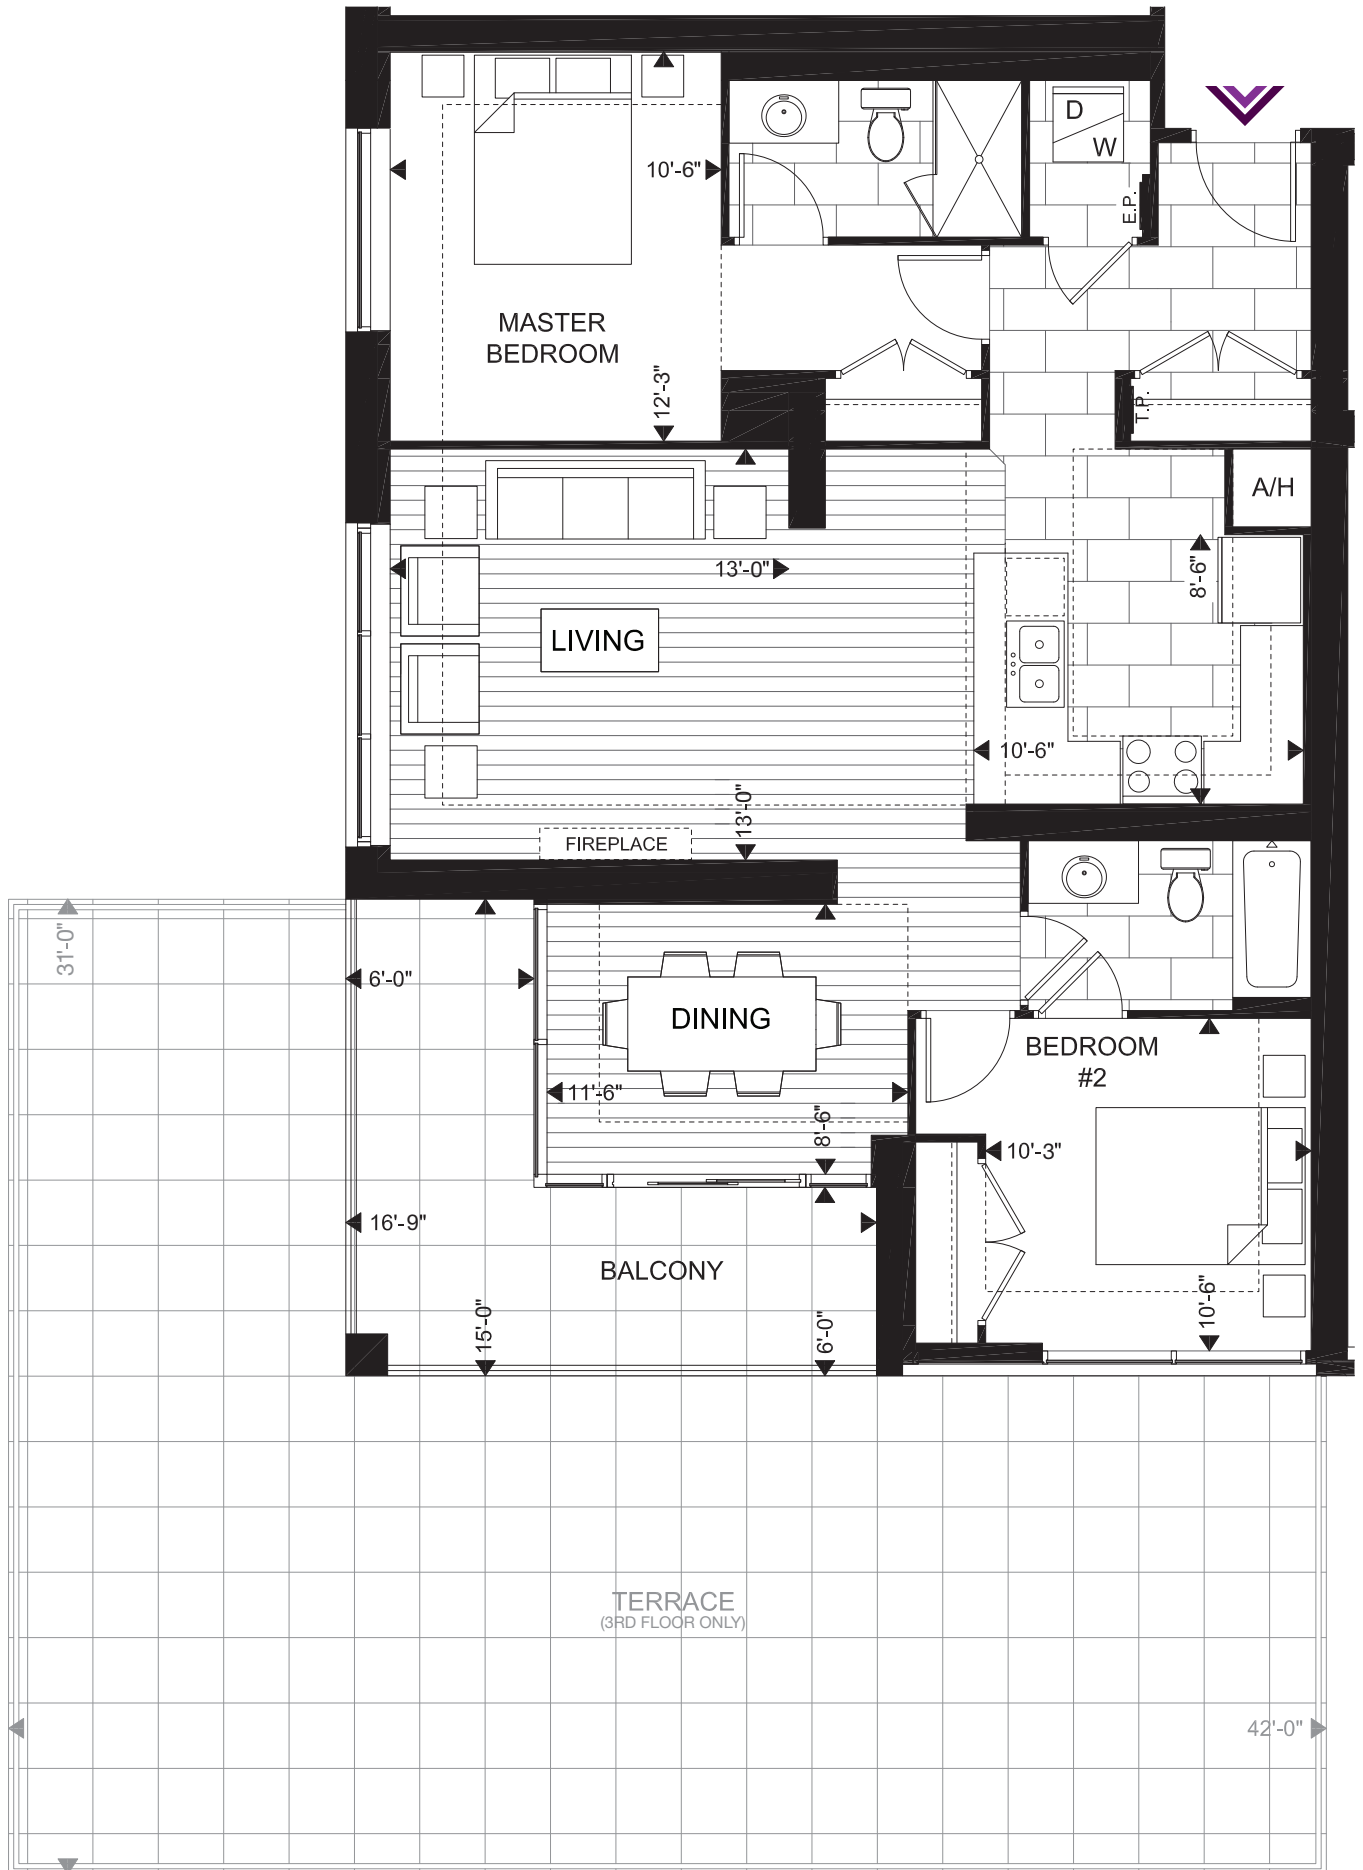 D
W
10'-6"
E.P.
MASTER
BEDROOM
12'-3"
T.P.
A/H
13'-0"
8'-6"
LIVING
10'-6"
13'-0"
FIREPLACE
31'-0"
6'-0"
DINING
BEDROOM
#2
11'-6"
8'-6"
10'-3"
16'-9"
BALCONY
10'-6"
15'-0"
6'-0"
TERRACE
(3RD FLOOR ONLY)
42'-0"